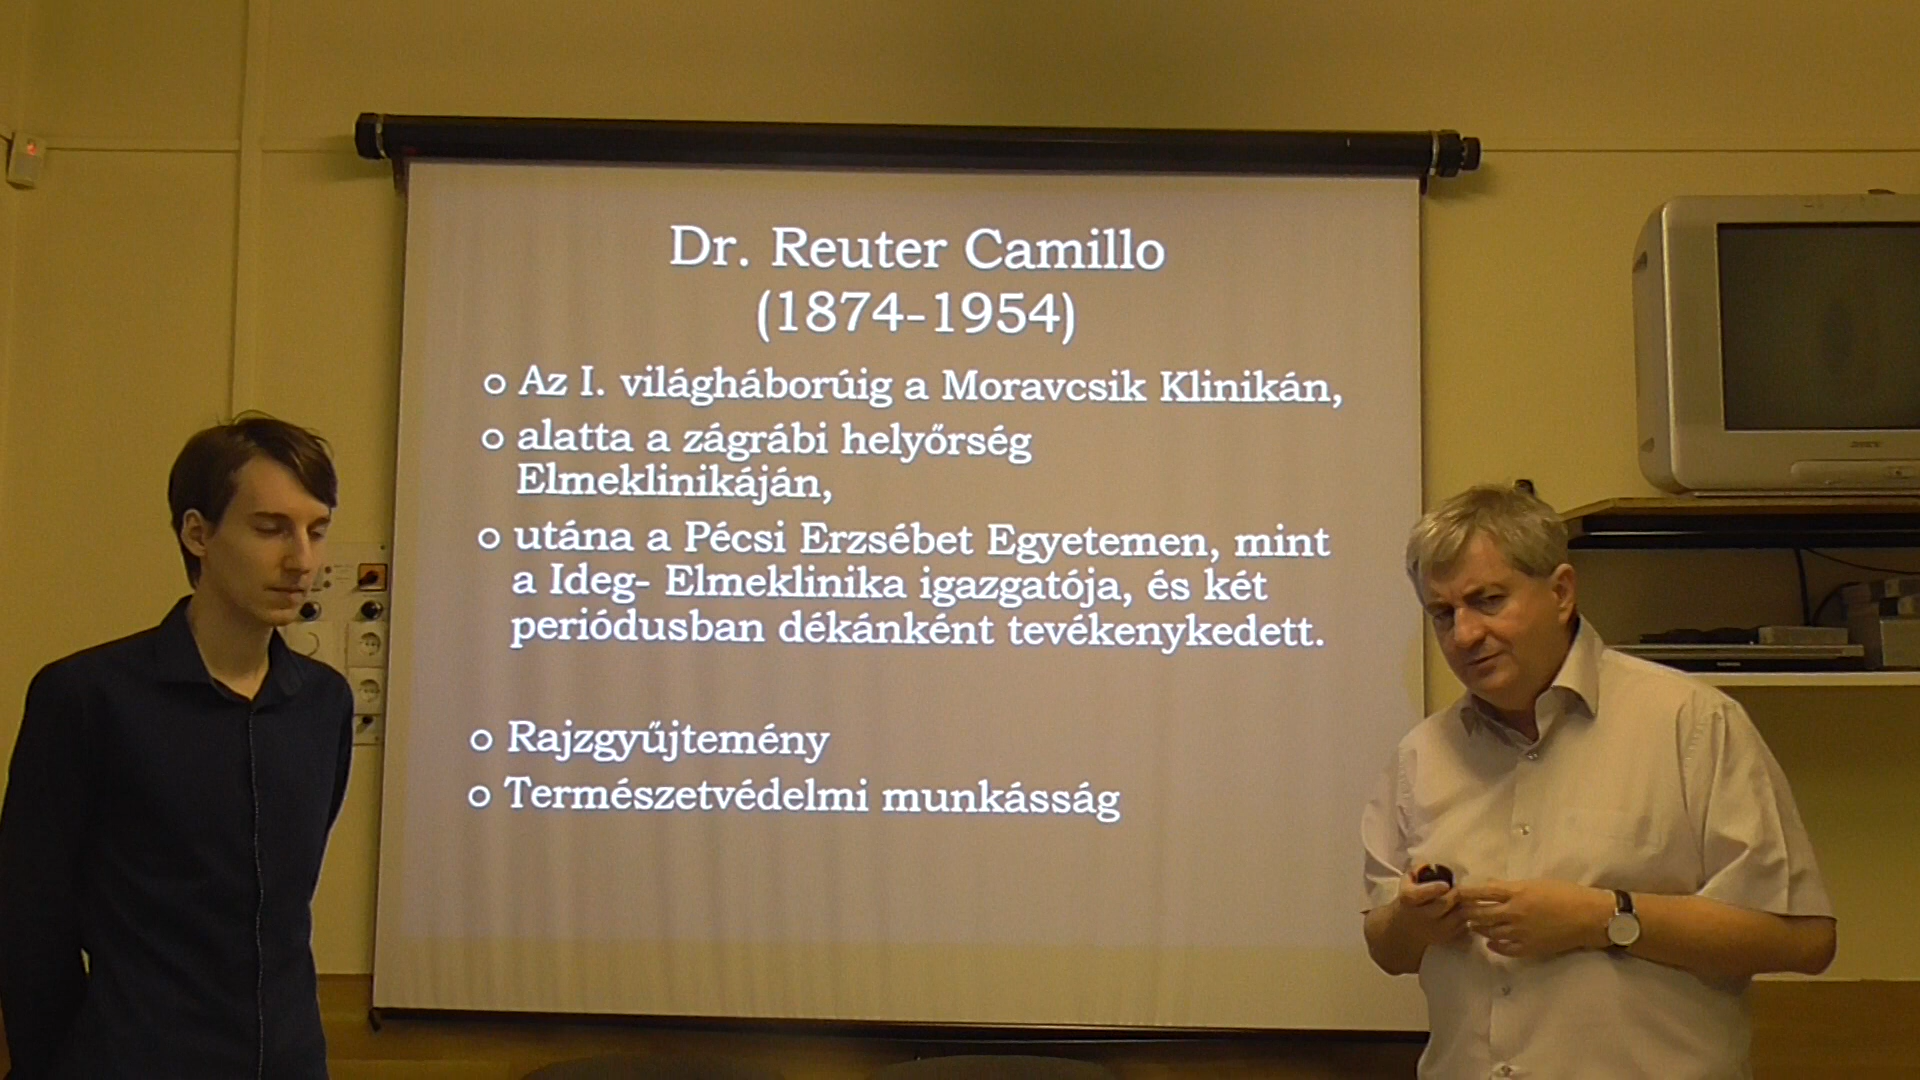 Dr. Reuter Camillo
(1874-1954)
Az I. világháborúig a Moravcsik Klinikán,
alatta a zágrábi helyőrség
Elmeklinikáján,
utána a Pécsi Erzsébet Egyetemen, mint
a Ideg- Elmeklinika igazgatója, és két
periódusban dékánként tevékenykedett.
Rajzgyűjtemény
Természetvédelmi munkásság
SONY